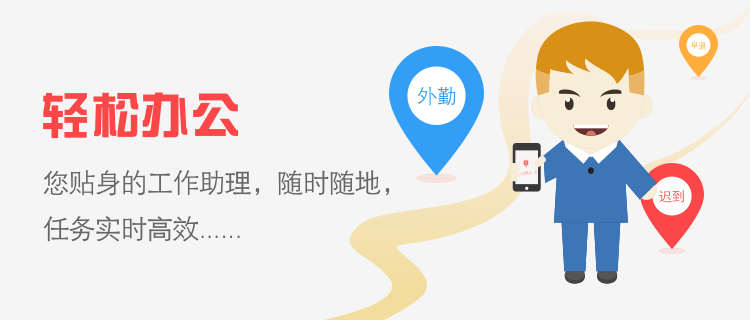 轻松办公
您贴身的工作助理，随时随地，
任务实时高效……
外勤
早退
迟到